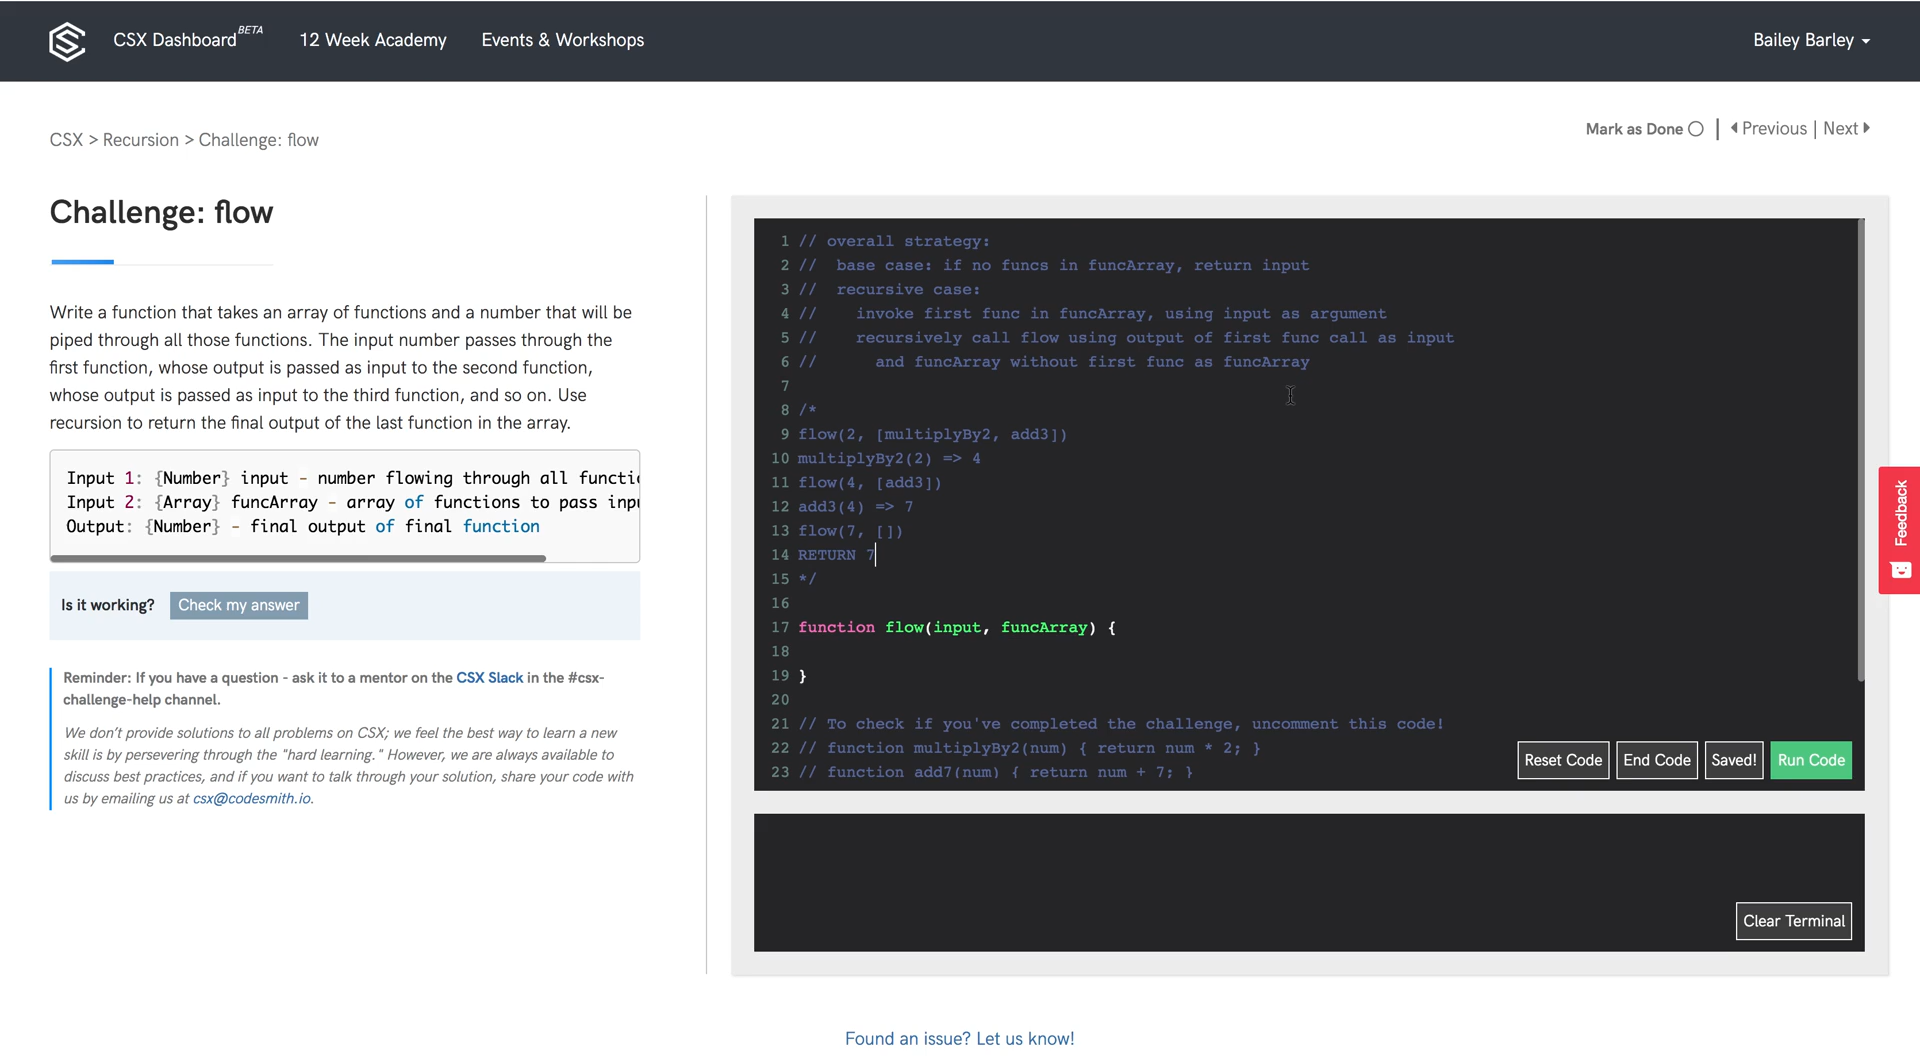 CSX Dashboard BETA 12 Week Academy Events & Workshops Bailey Barley
CSX > Recursion > Challenge: flow
Mark as Done | Previous | Next
Challenge: flow
Write a function that takes an array of functions and a number that will be
piped through all those functions. The input number passes through the
first function, whose output is passed as input to the second function,
whose output is passed as input to the third function, and so on. Use
recursion to return the final output of the last function in the array.
Input 1: {Number} input - number flowing through all functi
Input 2: {Array} funcArray - array of functions to pass inpu
Output: {Number} - final output of final function
Is it working? Check my answer
Reminder: If you have a question - ask it to a mentor on the CSX Slack in the #csx-
challenge-help channel.
We don't provide solutions to all problems on CSX; we feel the best way to learn a new
skill is by persevering through the "hard learning." However, we are always available to
discuss best practices, and if you want to talk through your solution, share your code with
us by emailing us at csx@codesmith.io.
1 // overall strategy:
2 //  base case: if no funcs in funcArray, return input
3 //  recursive case:
4 //    invoke first func in funcArray, using input as argument
5 //    recursively call flow using output of first func call as input
6 //      and funcArray without first func as funcArray
7
8 /*
9 flow(2, [multiplyBy2, add3])
10 multiplyBy2(2) => 4
11 flow(4, [add3])
12 add3(4) => 7
13 flow(7, [])
14 RETURN 7
15 */
16
17 function flow(input, funcArray) {
18
19 }
20
21 // To check if you've completed the challenge, uncomment this code!
22 // function multiplyBy2(num) { return num * 2; }
23 // function add7(num) { return num + 7; }
Reset Code End Code Saved! Run Code
Clear Terminal
Feedback
Found an issue? Let us know!